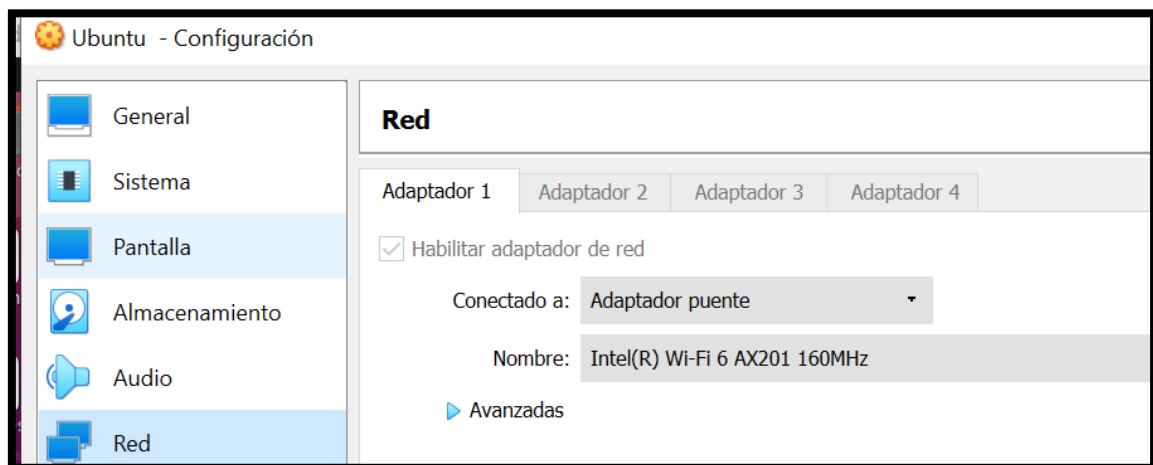 Ubuntu - Configuración
General
Sistema
Pantalla
Almacenamiento
Audio
Red
Red
Adaptador 1 Adaptador 2 Adaptador 3 Adaptador 4
Habilitar adaptador de red
Conectado a: Adaptador puente
Nombre: Intel(R) Wi-Fi 6 AX201 160MHz
Avanzadas